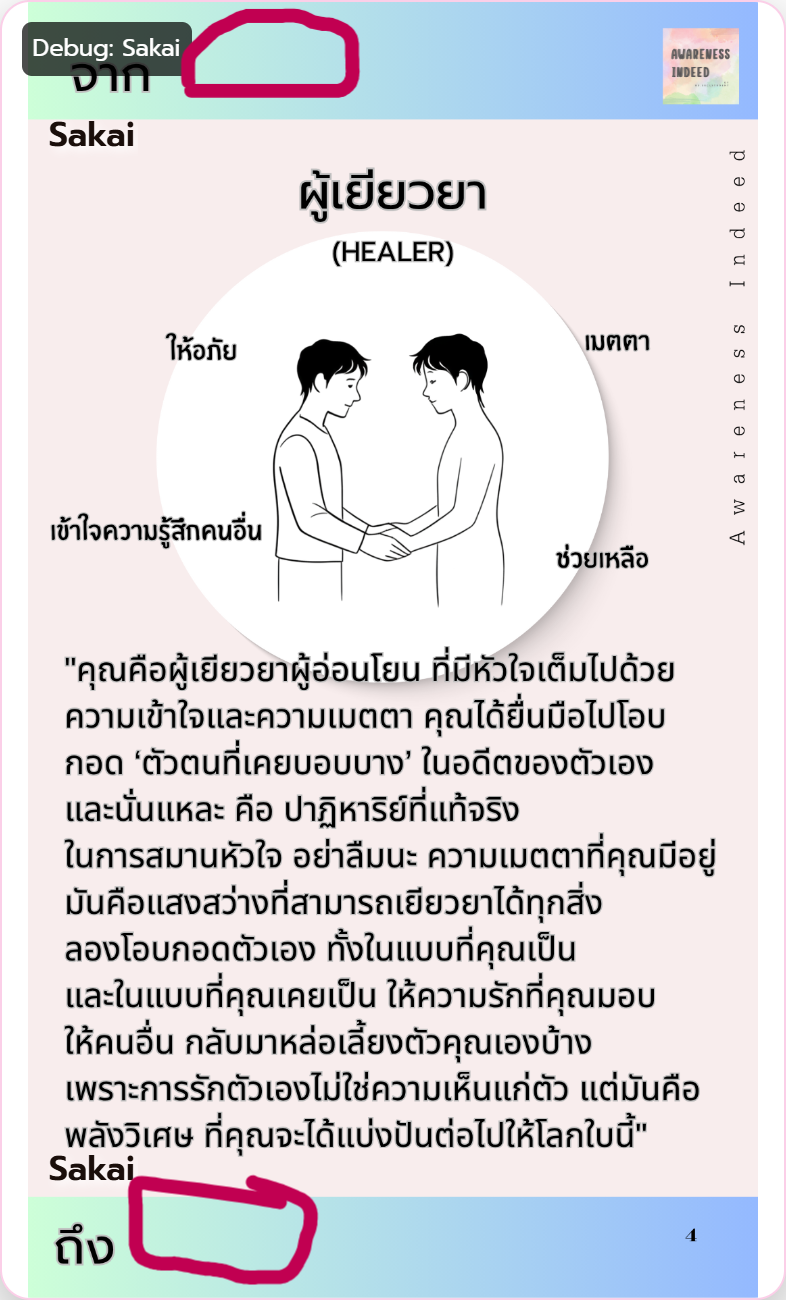 Debug: Sakai
จาก
AWARENESS
INDEED
Sakai
ผู้เยียวยา
(HEALER)
Awareness Indeed
ให้อภัย
เมตตา
เข้าใจความรู้สึกคนอื่น
ช่วยเหลือ
"คุณคือผู้เยียวยาผู้อ่อนโยน ที่มีหัวใจเต็มไปด้วย
ความเข้าใจและความเมตตา คุณได้ยื่นมือไปโอบ
กอด ‘ตัวตนที่เคยบอบบาง’ ในอดีตของตัวเอง
และนั่นแหละ คือ ปาฏิหาริย์ที่แท้จริง
ในการสมานหัวใจ อย่าลืมนะ ความเมตตาที่คุณมีอยู่
มันคือแสงสว่างที่สามารถเยียวยาได้ทุกสิ่ง
ลองโอบกอดตัวเอง ทั้งในแบบที่คุณเป็น
และในแบบที่คุณเคยเป็น ให้ความรักที่คุณมอบ
ให้คนอื่น กลับมาหล่อเลี้ยงตัวคุณเองบ้าง
เพราะการรักตัวเองไม่ใช่ความเห็นแก่ตัว แต่มันคือ
พลังวิเศษ ที่คุณจะได้แบ่งปันต่อไปให้โลกใบนี้"
Sakai
ถึง
4